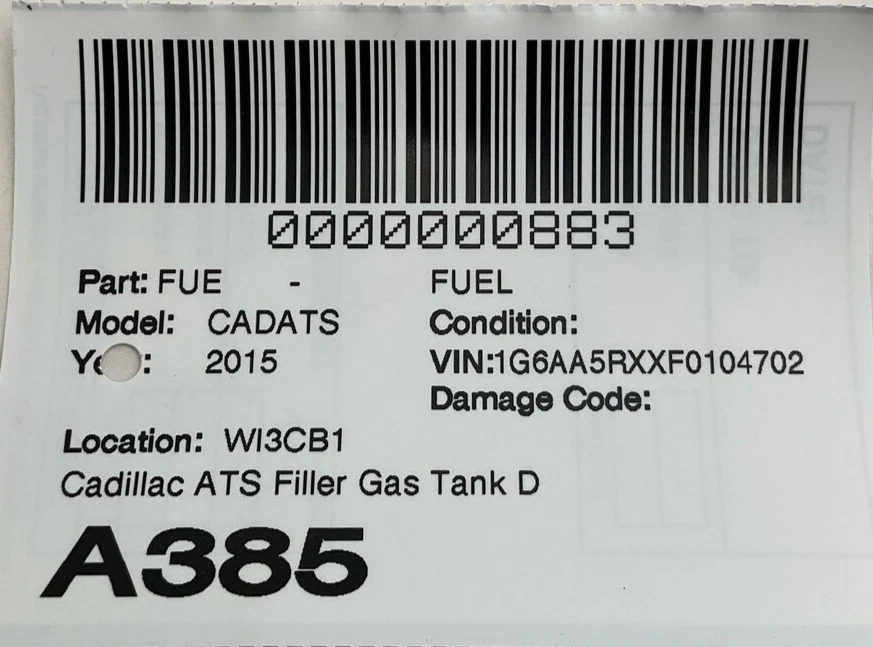 0000000883
Part: FUE - FUEL
Model: CADATS Condition:
2015 VIN:1G6AA5RXXF0104702
Damage Code:
Location: WI3CB1
Cadillac ATS Filler Gas Tank D
A385